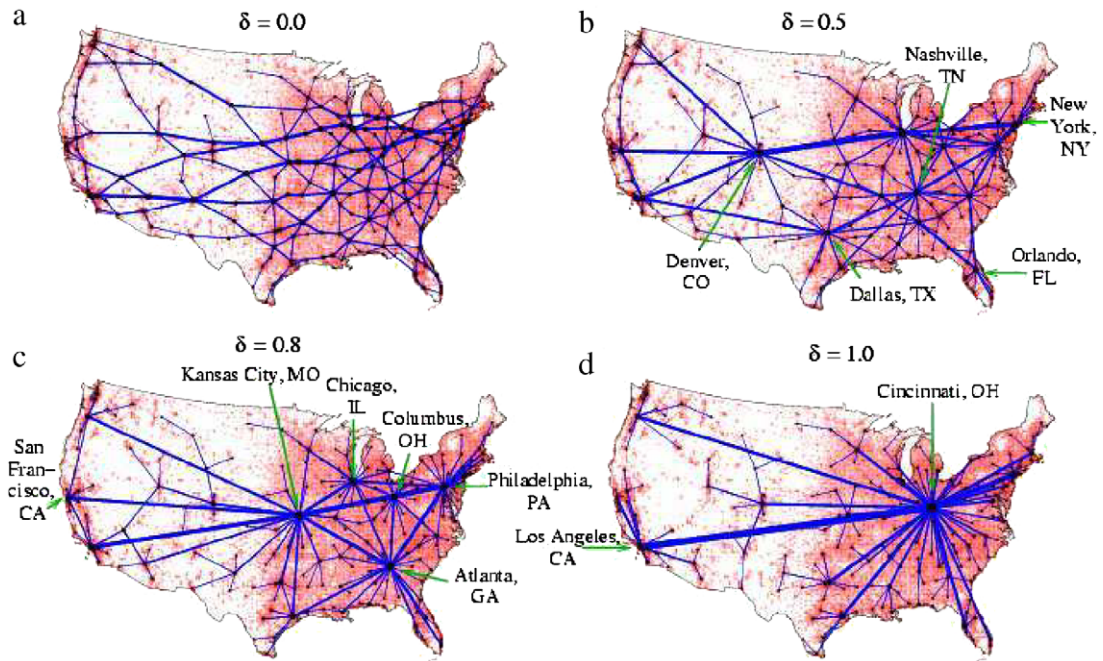 a
δ = 0.0
b
δ = 0.5
Nashville,
TN
New
York,
NY
Denver,
CO
Dallas, TX
Orlando,
FL
c
δ = 0.8
Kansas City, MO
Chicago,
IL
Columbus,
OH
San
Fran–
cisco,
CA
Philadelphia,
PA
Atlanta,
GA
d
δ = 1.0
Cincinnati, OH
Los Angeles,
CA